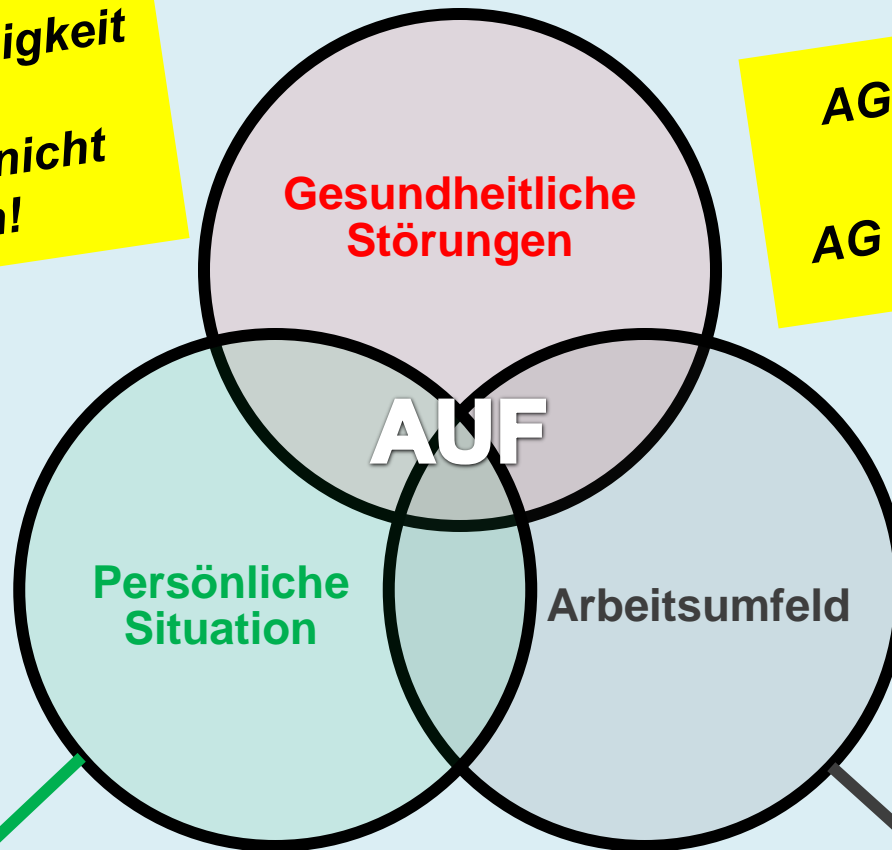 igkeit
nicht
!
AG
AG
Gesundheitliche
Störungen
AUF
Persönliche
Situation
Arbeitsumfeld